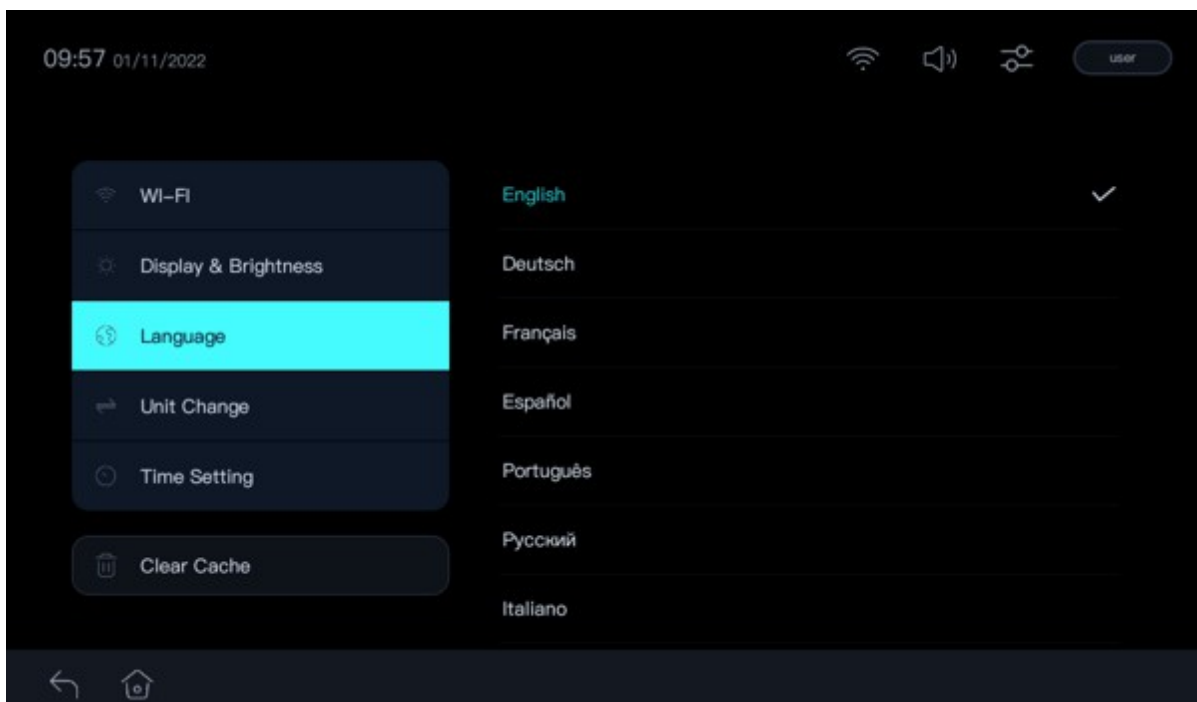 09:57 01/11/2022
user
WI-FI
Display & Brightness
Language
Unit Change
Time Setting
Clear Cache
English
Deutsch
Français
Español
Português
Русский
Italiano